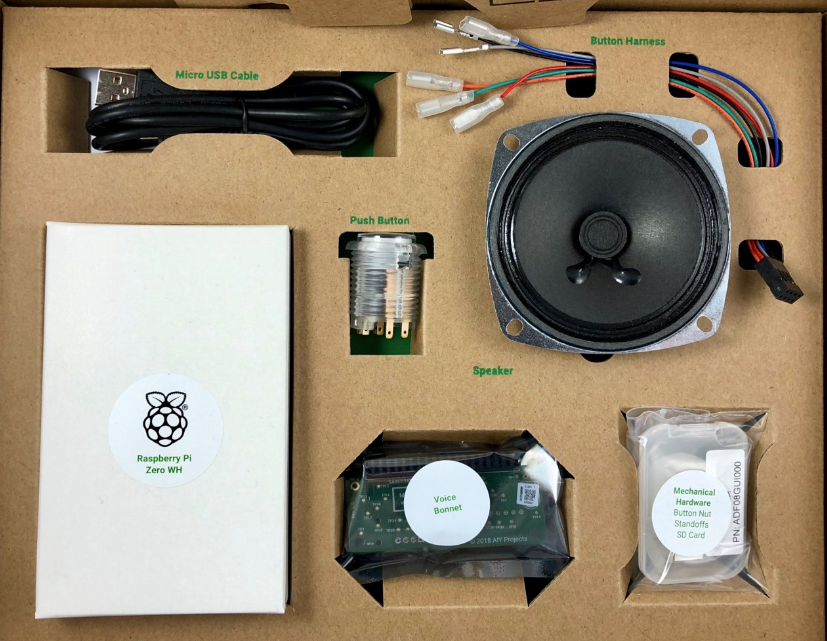 Button Harness
Micro USB Cable
Push Button
Speaker
®
Raspberry Pi
Zero WH
Voice
Bonnet
2018 AIY Projects
Mechanical
Hardware
Button Nut
Standoffs
SD Card
PN: ADF08GUI000